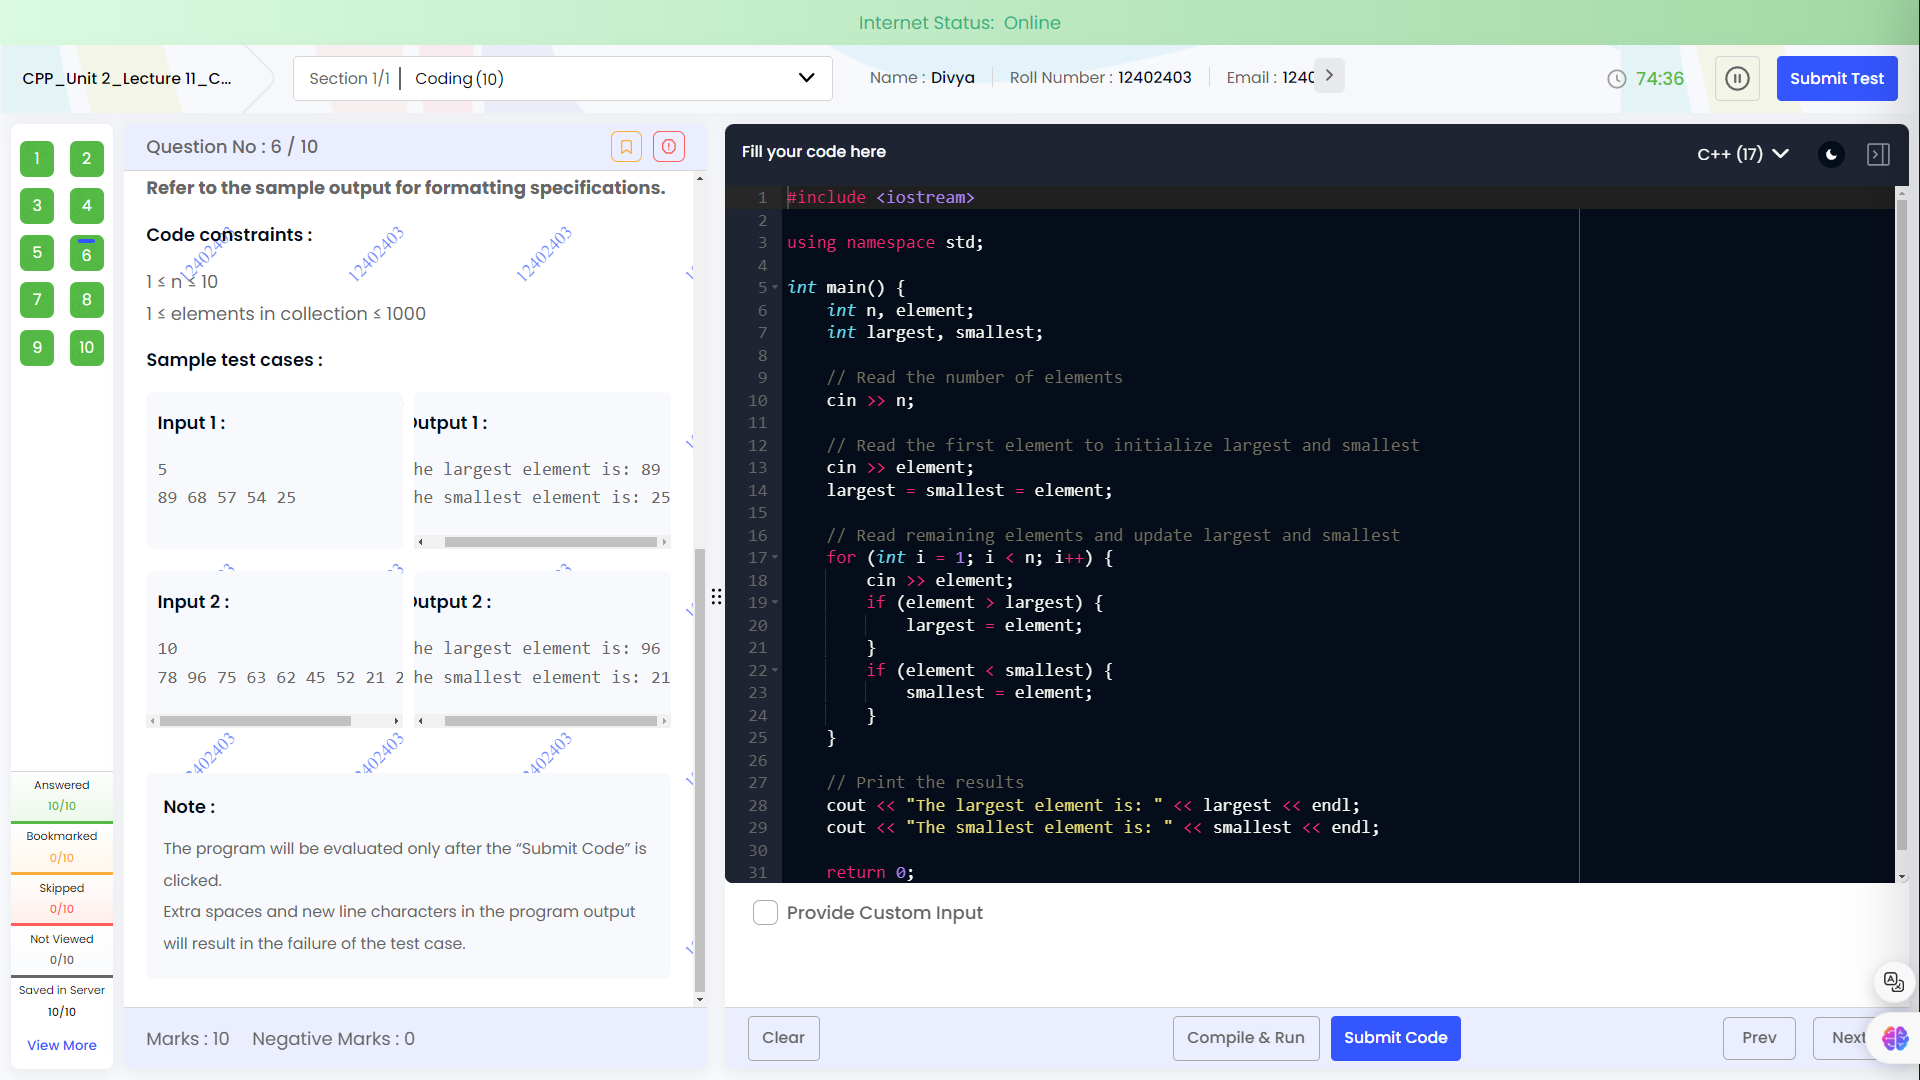 Internet Status: Online
CPP_Unit 2_Lecture 11_C...
Section 1/1 | Coding (10)
Name : Divya
Roll Number : 12402403
Email : 1240
74:36
Submit Test
1 2
3 4
5 6
7 8
9 10
Answered
10/10
Bookmarked
0/10
Skipped
0/10
Not Viewed
0/10
Saved in Server
10/10
View More
Question No : 6 / 10
Refer to the sample output for formatting specifications.
Code constraints :
1 ≤ n ≤ 10
1 ≤ elements in collection ≤ 1000
12402403 12402403 12402403
Sample test cases :
Input 1 :
5
89 68 57 54 25
Output 1 :
he largest element is: 89
he smallest element is: 25
Input 2 :
10
78 96 75 63 62 45 52 21 2
Output 2 :
he largest element is: 96
he smallest element is: 21
Note :
The program will be evaluated only after the “Submit Code” is
clicked.
Extra spaces and new line characters in the program output
will result in the failure of the test case.
Marks : 10 Negative Marks : 0
Fill your code here
C++ (17)
1 #include <iostream>
2
3 using namespace std;
4
5 int main() {
6 int n, element;
7 int largest, smallest;
8
9 // Read the number of elements
10 cin >> n;
11
12 // Read the first element to initialize largest and smallest
13 cin >> element;
14 largest = smallest = element;
15
16 // Read remaining elements and update largest and smallest
17 for (int i = 1; i < n; i++) {
18 cin >> element;
19 if (element > largest) {
20 largest = element;
21 }
22 if (element < smallest) {
23 smallest = element;
24 }
25 }
26
27 // Print the results
28 cout << "The largest element is: " << largest << endl;
29 cout << "The smallest element is: " << smallest << endl;
30
31 return 0;
Provide Custom Input
Clear
Compile & Run
Submit Code
Prev
Next